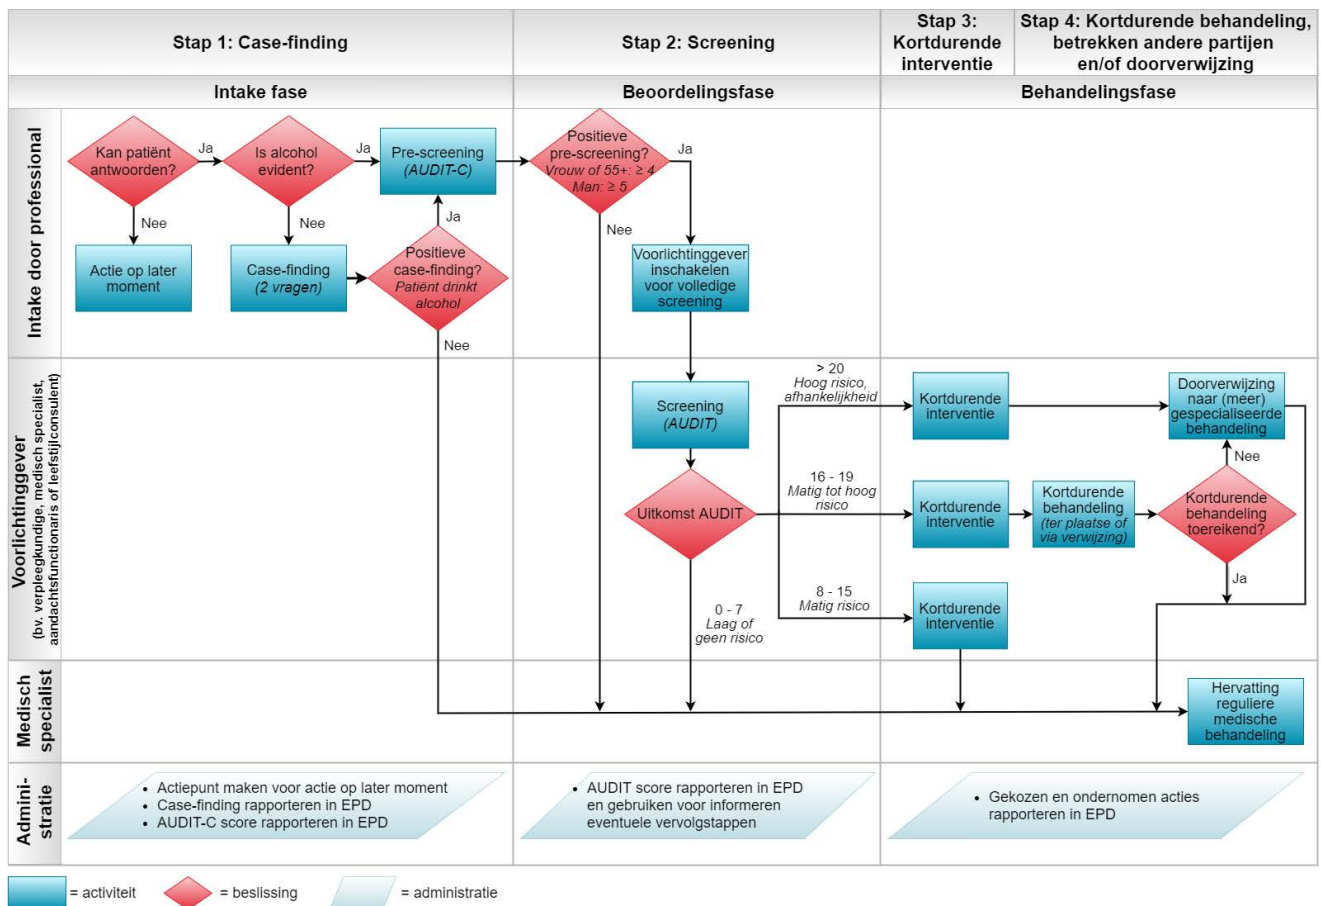 Stap 1: Case-finding
Stap 2: Screening
Stap 3:
Kortdurende
interventie
Stap 4: Kortdurende behandeling,
betrekken andere partijen
en/of doorverwijzing
Intake fase
Beoordelingsfase
Behandelingsfase
Intake door professional
Kan patiënt
antwoorden?
Ja
Nee
Actie op later
moment
Is alcohol
evident?
Ja
Nee
Case-finding
(2 vragen)
Pre-screening
(AUDIT-C)
Ja
Positieve
case-finding?
Patiënt drinkt
alcohol
Nee
Positieve
pre-screening?
Vrouw of 55+: ≥ 4
Man: ≥ 5
Ja
Nee
Voorlichtinggever
inschakelen
voor volledige
screening
Voorlichtinggever
(bv. verpleegkundige, medisch specialist,
aandachtsfunctionaris of leefstijlconsulent)
Screening
(AUDIT)
Uitkomst AUDIT
> 20
Hoog risico,
afhankelijkheid
Kortdurende
interventie
Doorverwijzing
naar (meer)
gespecialiseerde
behandeling
Nee
16 - 19
Matig tot hoog
risico
Kortdurende
interventie
Kortdurende
behandeling
(ter plaatse of
via verwijzing)
Kortdurende
behandeling
toereikend?
Ja
8 - 15
Matig risico
Kortdurende
interventie
0 - 7
Laag of
geen risico
Medisch
specialist
Hervatting
reguliere
medische
behandeling
Admini-
stratie
• Actiepunt maken voor actie op later moment
• Case-finding rapporteren in EPD
• AUDIT-C score rapporteren in EPD
• AUDIT score rapporteren in EPD
en gebruiken voor informeren
eventuele vervolgstappen
• Gekozen en ondernomen acties
rapporteren in EPD
= activiteit
= beslissing
= administratie